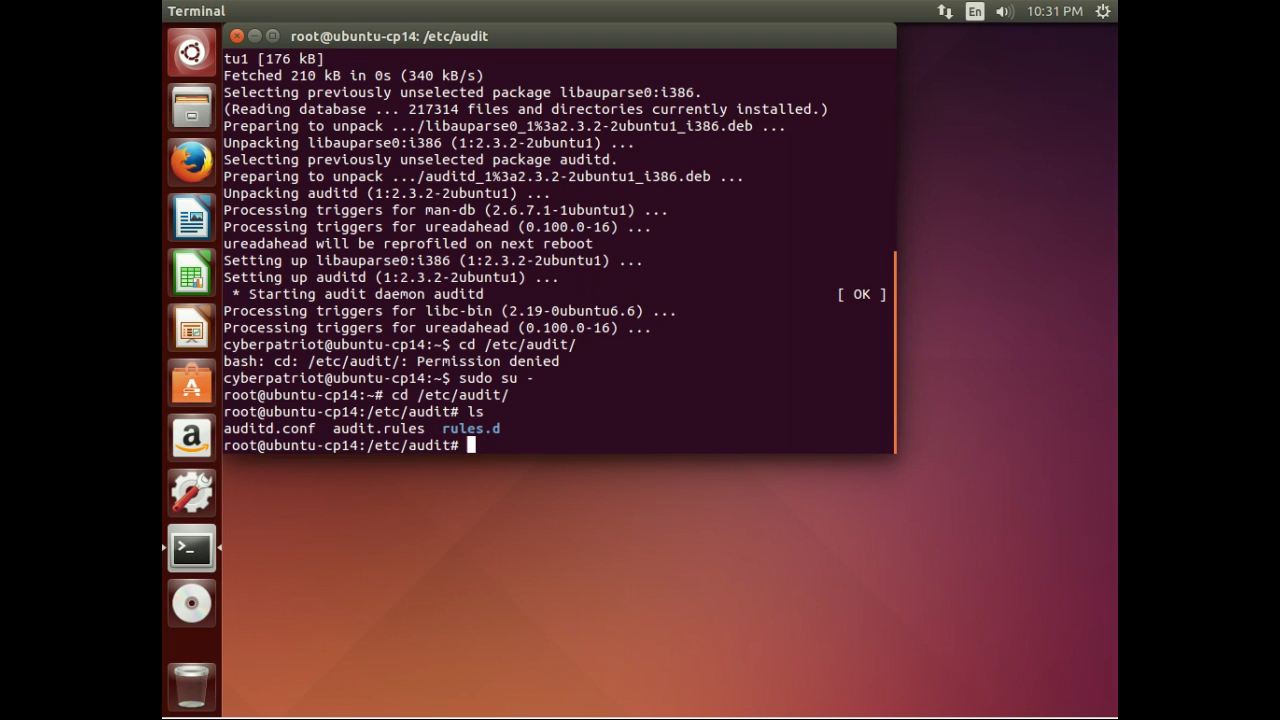 Terminal
En
10:31 PM
root@ubuntu-cp14: /etc/audit
tu1 [176 kB]
Fetched 210 kB in 0s (340 kB/s)
Selecting previously unselected package libauparse0:i386.
(Reading database ... 217314 files and directories currently installed.)
Preparing to unpack .../libauparse0_1%3a2.3.2-2ubuntu1_i386.deb ...
Unpacking libauparse0:i386 (1:2.3.2-2ubuntu1) ...
Selecting previously unselected package auditd.
Preparing to unpack .../auditd_1%3a2.3.2-2ubuntu1_i386.deb ...
Unpacking auditd (1:2.3.2-2ubuntu1) ...
Processing triggers for man-db (2.6.7.1-1ubuntu1) ...
Processing triggers for ureadahead (0.100.0-16) ...
ureadahead will be reprofiled on next reboot
Setting up libauparse0:i386 (1:2.3.2-2ubuntu1) ...
Setting up auditd (1:2.3.2-2ubuntu1) ...
 * Starting audit daemon auditd [ OK ]
Processing triggers for libc-bin (2.19-0ubuntu6.6) ...
Processing triggers for ureadahead (0.100.0-16) ...
cyberpatriot@ubuntu-cp14:~$ cd /etc/audit/
bash: cd: /etc/audit/: Permission denied
cyberpatriot@ubuntu-cp14:~$ sudo su -
root@ubuntu-cp14:~# cd /etc/audit/
root@ubuntu-cp14:/etc/audit# ls
auditd.conf  audit.rules  rules.d
root@ubuntu-cp14:/etc/audit#